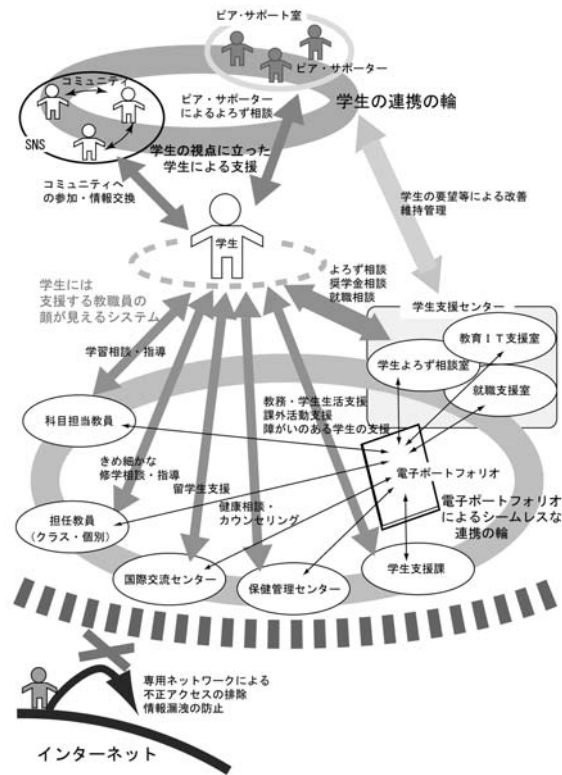 ピア・サポート室
ピア・サポーター
コミュニティ
SNS
学生の連携の輪
ピア・サポーター
によるよろず相談
学生の視点に立った
学生による支援
コミュニティへ
の参加・情報交換
学生の要望等による改善
維持管理
学生
よろず相談
奨学金相談
就職相談
学生には
支援する教職員の
顔が見えるシステム
学生支援センター
教育ＩＴ支援室
学生よろず相談室
就職支援室
学習相談・指導
教務・学生生活支援
課外活動支援
障がいのある学生の支援
科目担当教員
きめ細かな
修学相談・指導
留学生支援
健康相談・
カウンセリング
電子ポートフォリオ
電子ポートフォリオ
によるシームレスな
連携の輪
担任教員
（クラス・個別）
国際交流センター
保健管理センター
学生支援課
専用ネットワークによる
不正アクセスの排除
情報漏洩の防止
インターネット